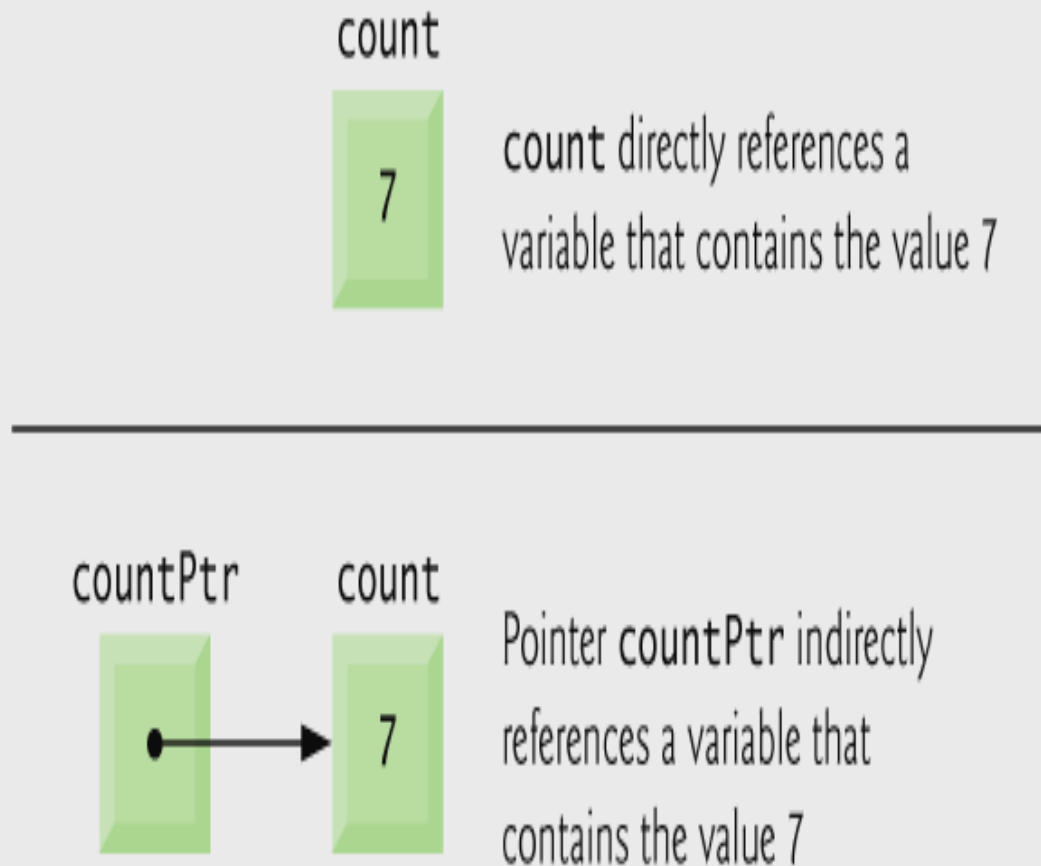 count
7
count directly references a
variable that contains the value 7
countPtr
count
7
Pointer countPtr indirectly
references a variable that
contains the value 7